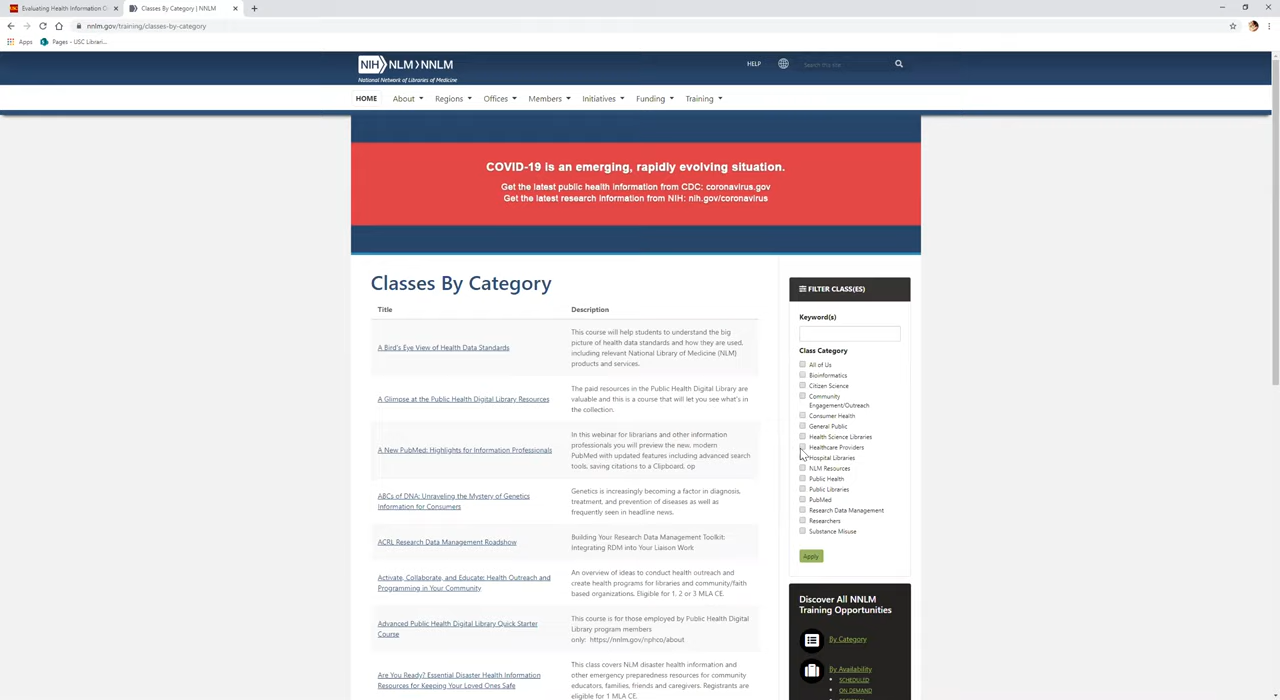 Evaluating Health Information O
Classes By Category | NNLM
nnlm.gov/training/classes-by-category
Apps
Pages - USC Librari...
NIH NLM NNLM
National Network of Libraries of Medicine
HELP
Search this site
HOME
About
Regions
Offices
Members
Initiatives
Funding
Training
COVID-19 is an emerging, rapidly evolving situation.
Get the latest public health information from CDC: coronavirus.gov
Get the latest research information from NIH: nih.gov/coronavirus
Classes By Category
Title
Description
A Bird's Eye View of Health Data Standards
This course will help students to understand the big
picture of health data standards and how they are used,
including relevant National Library of Medicine (NLM)
products and services.
A Glimpse at the Public Health Digital Library Resources
The paid resources in the Public Health Digital Library are
valuable and this is a course that will let you see what's in
the collection.
A New PubMed: Highlights for Information Professionals
In this webinar for librarians and other information
professionals you will preview the new, modern
PubMed with updated features including advanced search
tools, saving citations to a Clipboard, op
ABCs of DNA: Unraveling the Mystery of Genetics
Information for Consumers
Genetics is increasingly becoming a factor in diagnosis,
treatment, and prevention of diseases as well as
frequently seen in headline news.
ACRL Research Data Management Roadshow
Building Your Research Data Management Toolkit:
Integrating RDM into Your Liaison Work
Activate, Collaborate, and Educate: Health Outreach and
Programming in Your Community
An overview of ideas to conduct health outreach and
create health programs for libraries and community/faith
based organizations. Eligible for 1, 2 or 3 MLA CE.
Advanced Public Health Digital Library Quick Starter
Course
This course is for those employed by Public Health Digital
Library program members
only: https://nnlm.gov/nphco/about
Are You Ready? Essential Disaster Health Information
Resources for Keeping Your Loved Ones Safe
This class covers NLM disaster health information and
other emergency preparedness resources for community
educators, families, friends and caregivers. Registrants are
eligible for 1 MLA CE.
FILTER CLASS(ES)
Keyword(s)
Class Category
All of Us
Bioinformatics
Citizen Science
Community
Engagement/Outreach
Consumer Health
General Public
Health Science Libraries
Healthcare Providers
Hospital Libraries
NLM Resources
Public Health
Public Libraries
PubMed
Research Data Management
Researchers
Substance Misuse
Apply
Discover All NNLM
Training Opportunities
By Category
By Availability
SCHEDULED
ON DEMAND